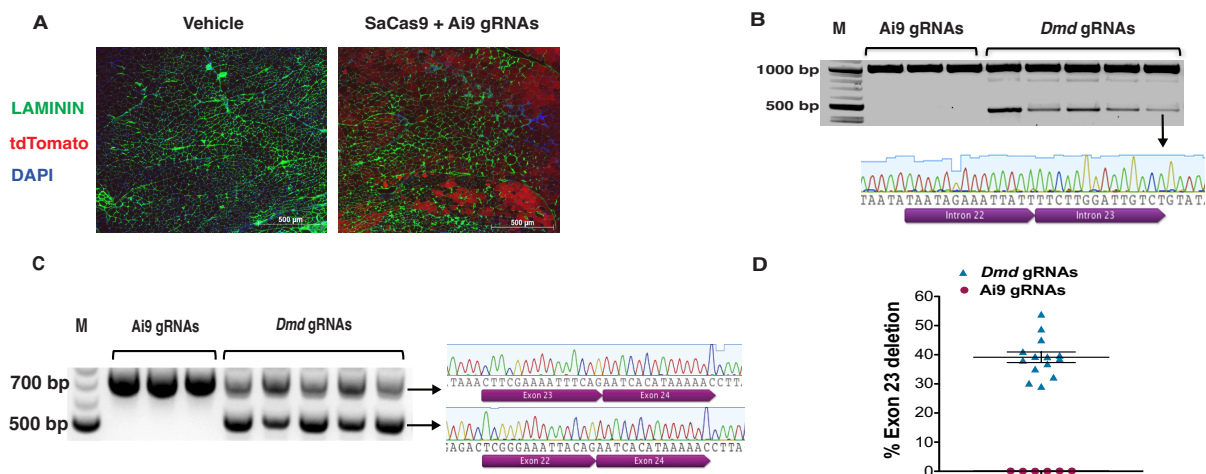 A
Vehicle
SaCas9 + Ai9 gRNAs
LAMININ
tdTomato
DAPI
500 µm
500 µm
B
M
Ai9 gRNAs
Dmd gRNAs
1000 bp
500 bp
TAATATAATAGAAATTATTTTCTTGGATTGTCTGTATA
Intron 22
Intron 23
C
M
Ai9 gRNAs
Dmd gRNAs
700 bp
500 bp
TAAACTTCGAAAATTTCAGAATCACATAAAAACCTTA
Exon 23
Exon 24
GAGACTCGGGAAATTACAGAATCACATAAAAACCTTA
Exon 22
Exon 24
D
Dmd gRNAs
Ai9 gRNAs
% Exon 23 deletion
60
50
40
30
20
10
0